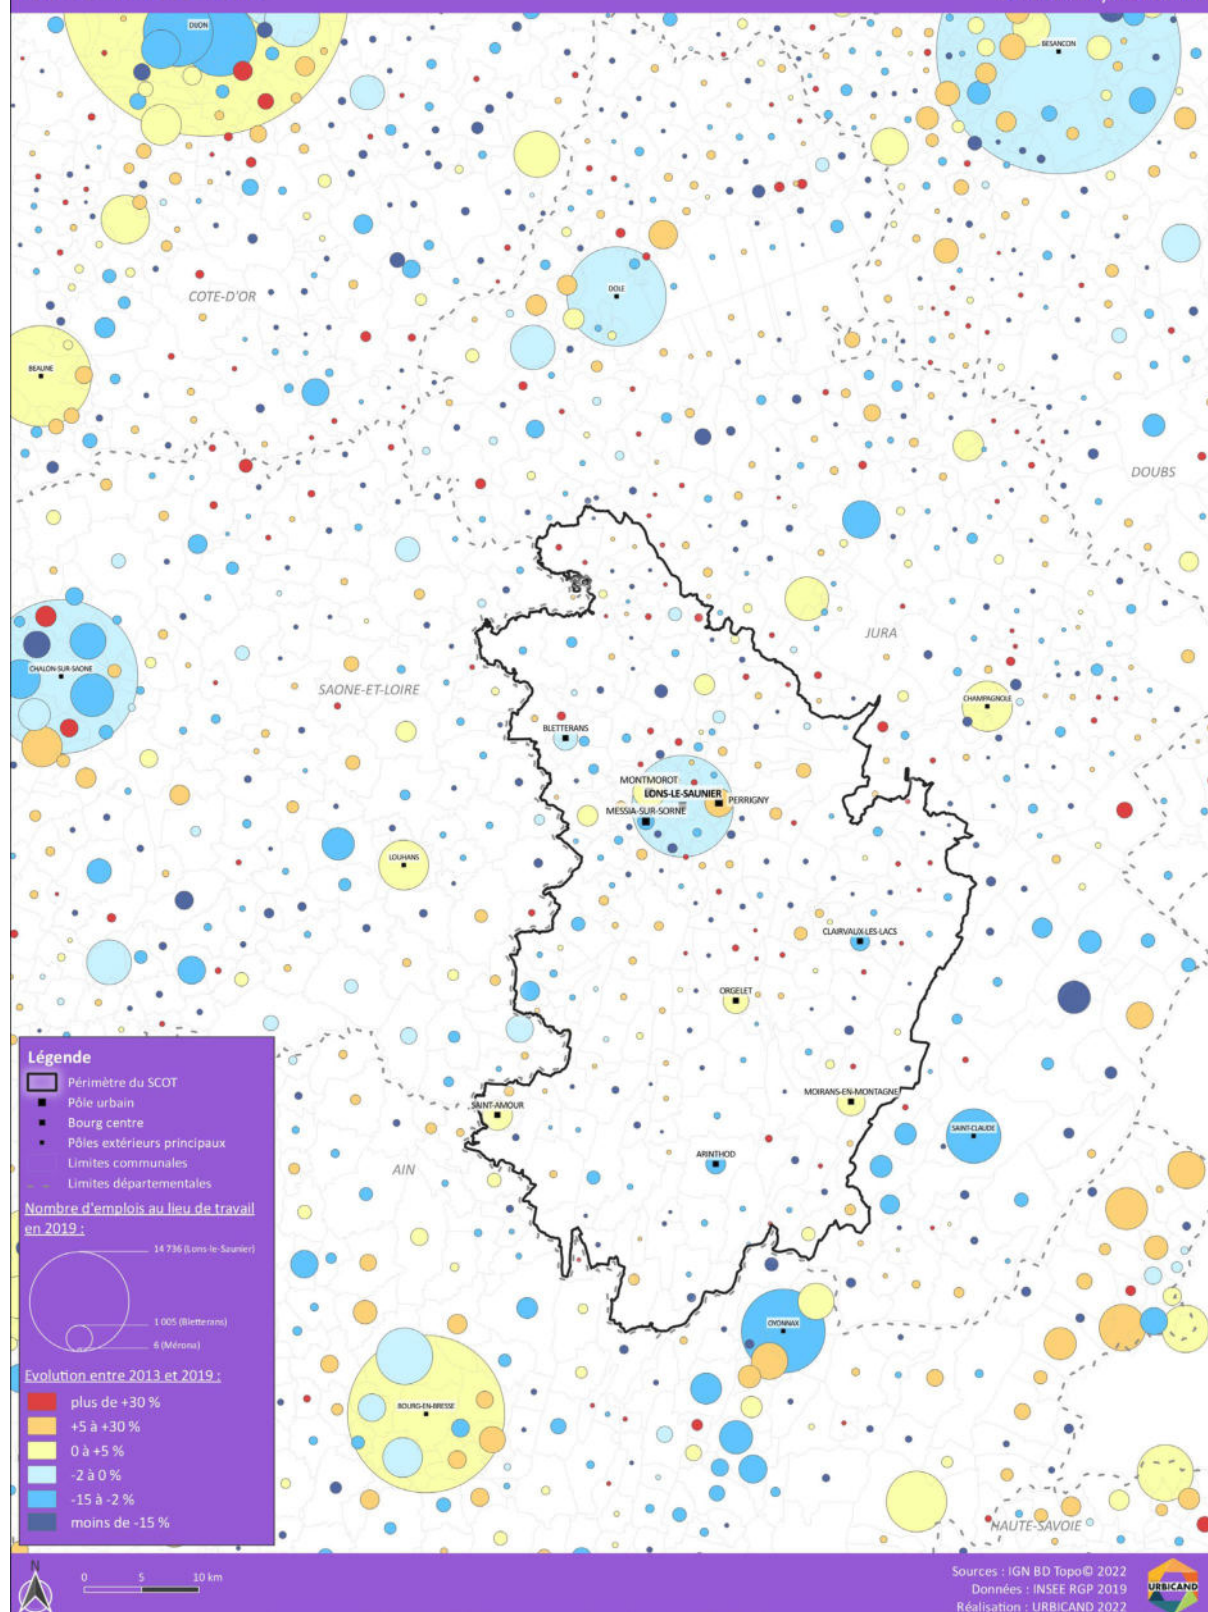 DIJON
BESANCON
COTE-D'OR
DOLE
BEAUNE
DOUBS
JURA
CHALON-SUR-SAONE
SAONE-ET-LOIRE
CHAMPAGNOLE
BLETTERANS
MONTMOROT
LONS-LE-SAUNIER
PERRIGNY
MESSIA-SUR-SORNE
LOUHANS
CLAIRVAUX-LES-LACS
ORGELET
MOIRANS-EN-MONTAGNE
SAINT-AMOUR
SAINT-CLAUDE
ARINTHOD
AIN
OYONNAX
BOURG-EN-BRESSE
HAUTE-SAVOIE
Légende
Périmètre du SCOT
Pôle urbain
Bourg centre
Pôles extérieurs principaux
Limites communales
Limites départementales
Nombre d'emplois au lieu de travail
en 2019 :
14 736 (Lons-le-Saunier)
1 005 (Bletterans)
6 (Mérona)
Evolution entre 2013 et 2019 :
plus de +30 %
+5 à +30 %
0 à +5 %
-2 à 0 %
-15 à -2 %
moins de -15 %
N
0 5 10 km
Sources : IGN BD Topo© 2022
Données : INSEE RGP 2019
Réalisation : URBICAND 2022
URBICAND